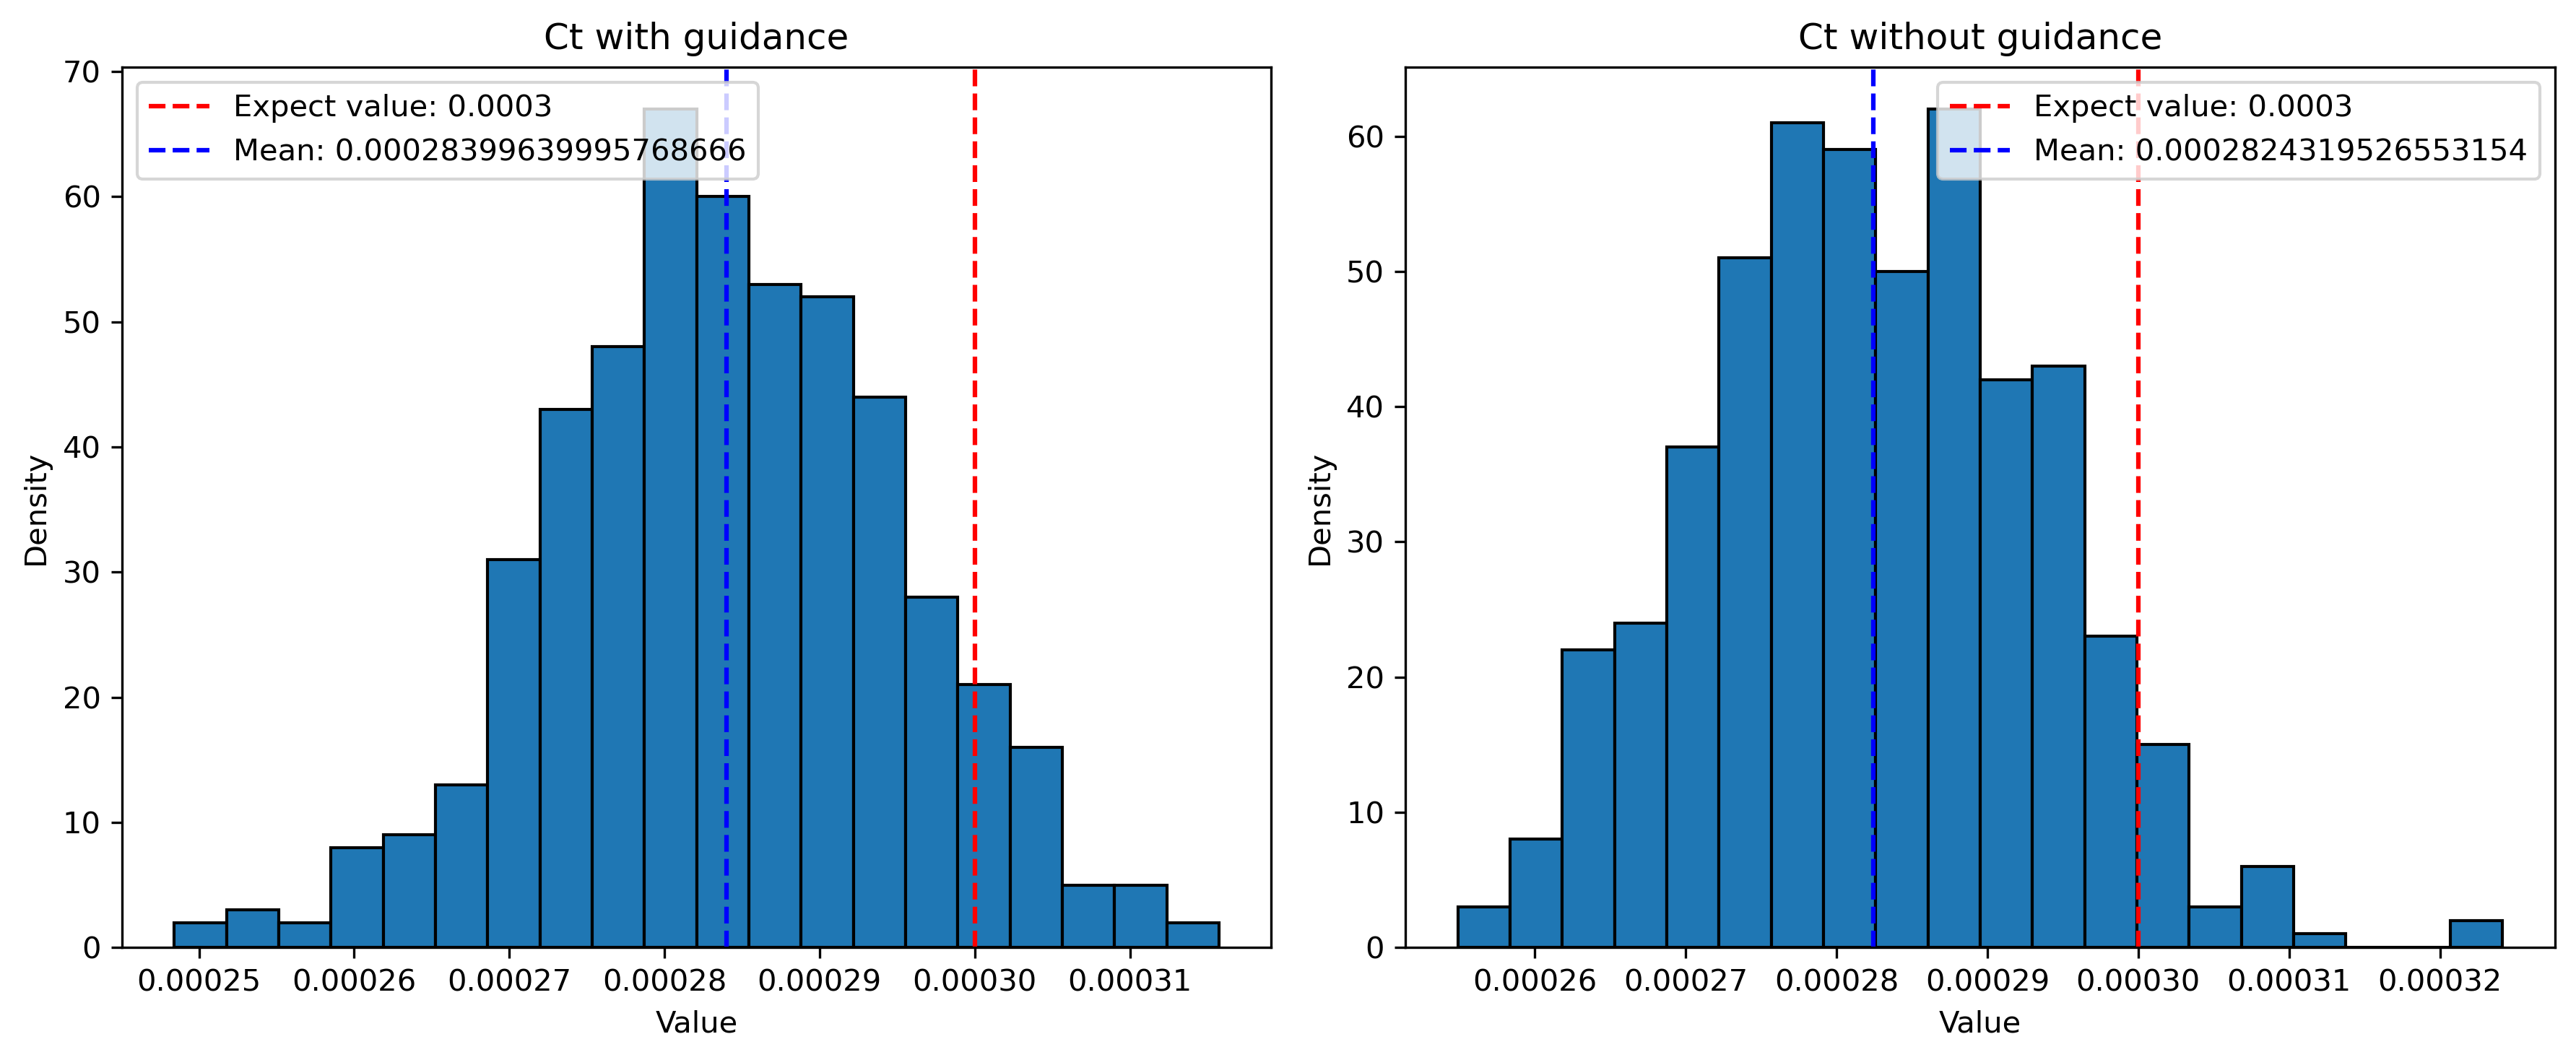 Ct with guidance
Expect value: 0.0003
Mean: 0.00028399639995768666
Density
70
60
50
40
30
20
10
0
0.00025 0.00026 0.00027 0.00028 0.00029 0.00030 0.00031
Value
Ct without guidance
Expect value: 0.0003
Mean: 0.0002824319526553154
Density
60
50
40
30
20
10
0
0.00026 0.00027 0.00028 0.00029 0.00030 0.00031 0.00032
Value